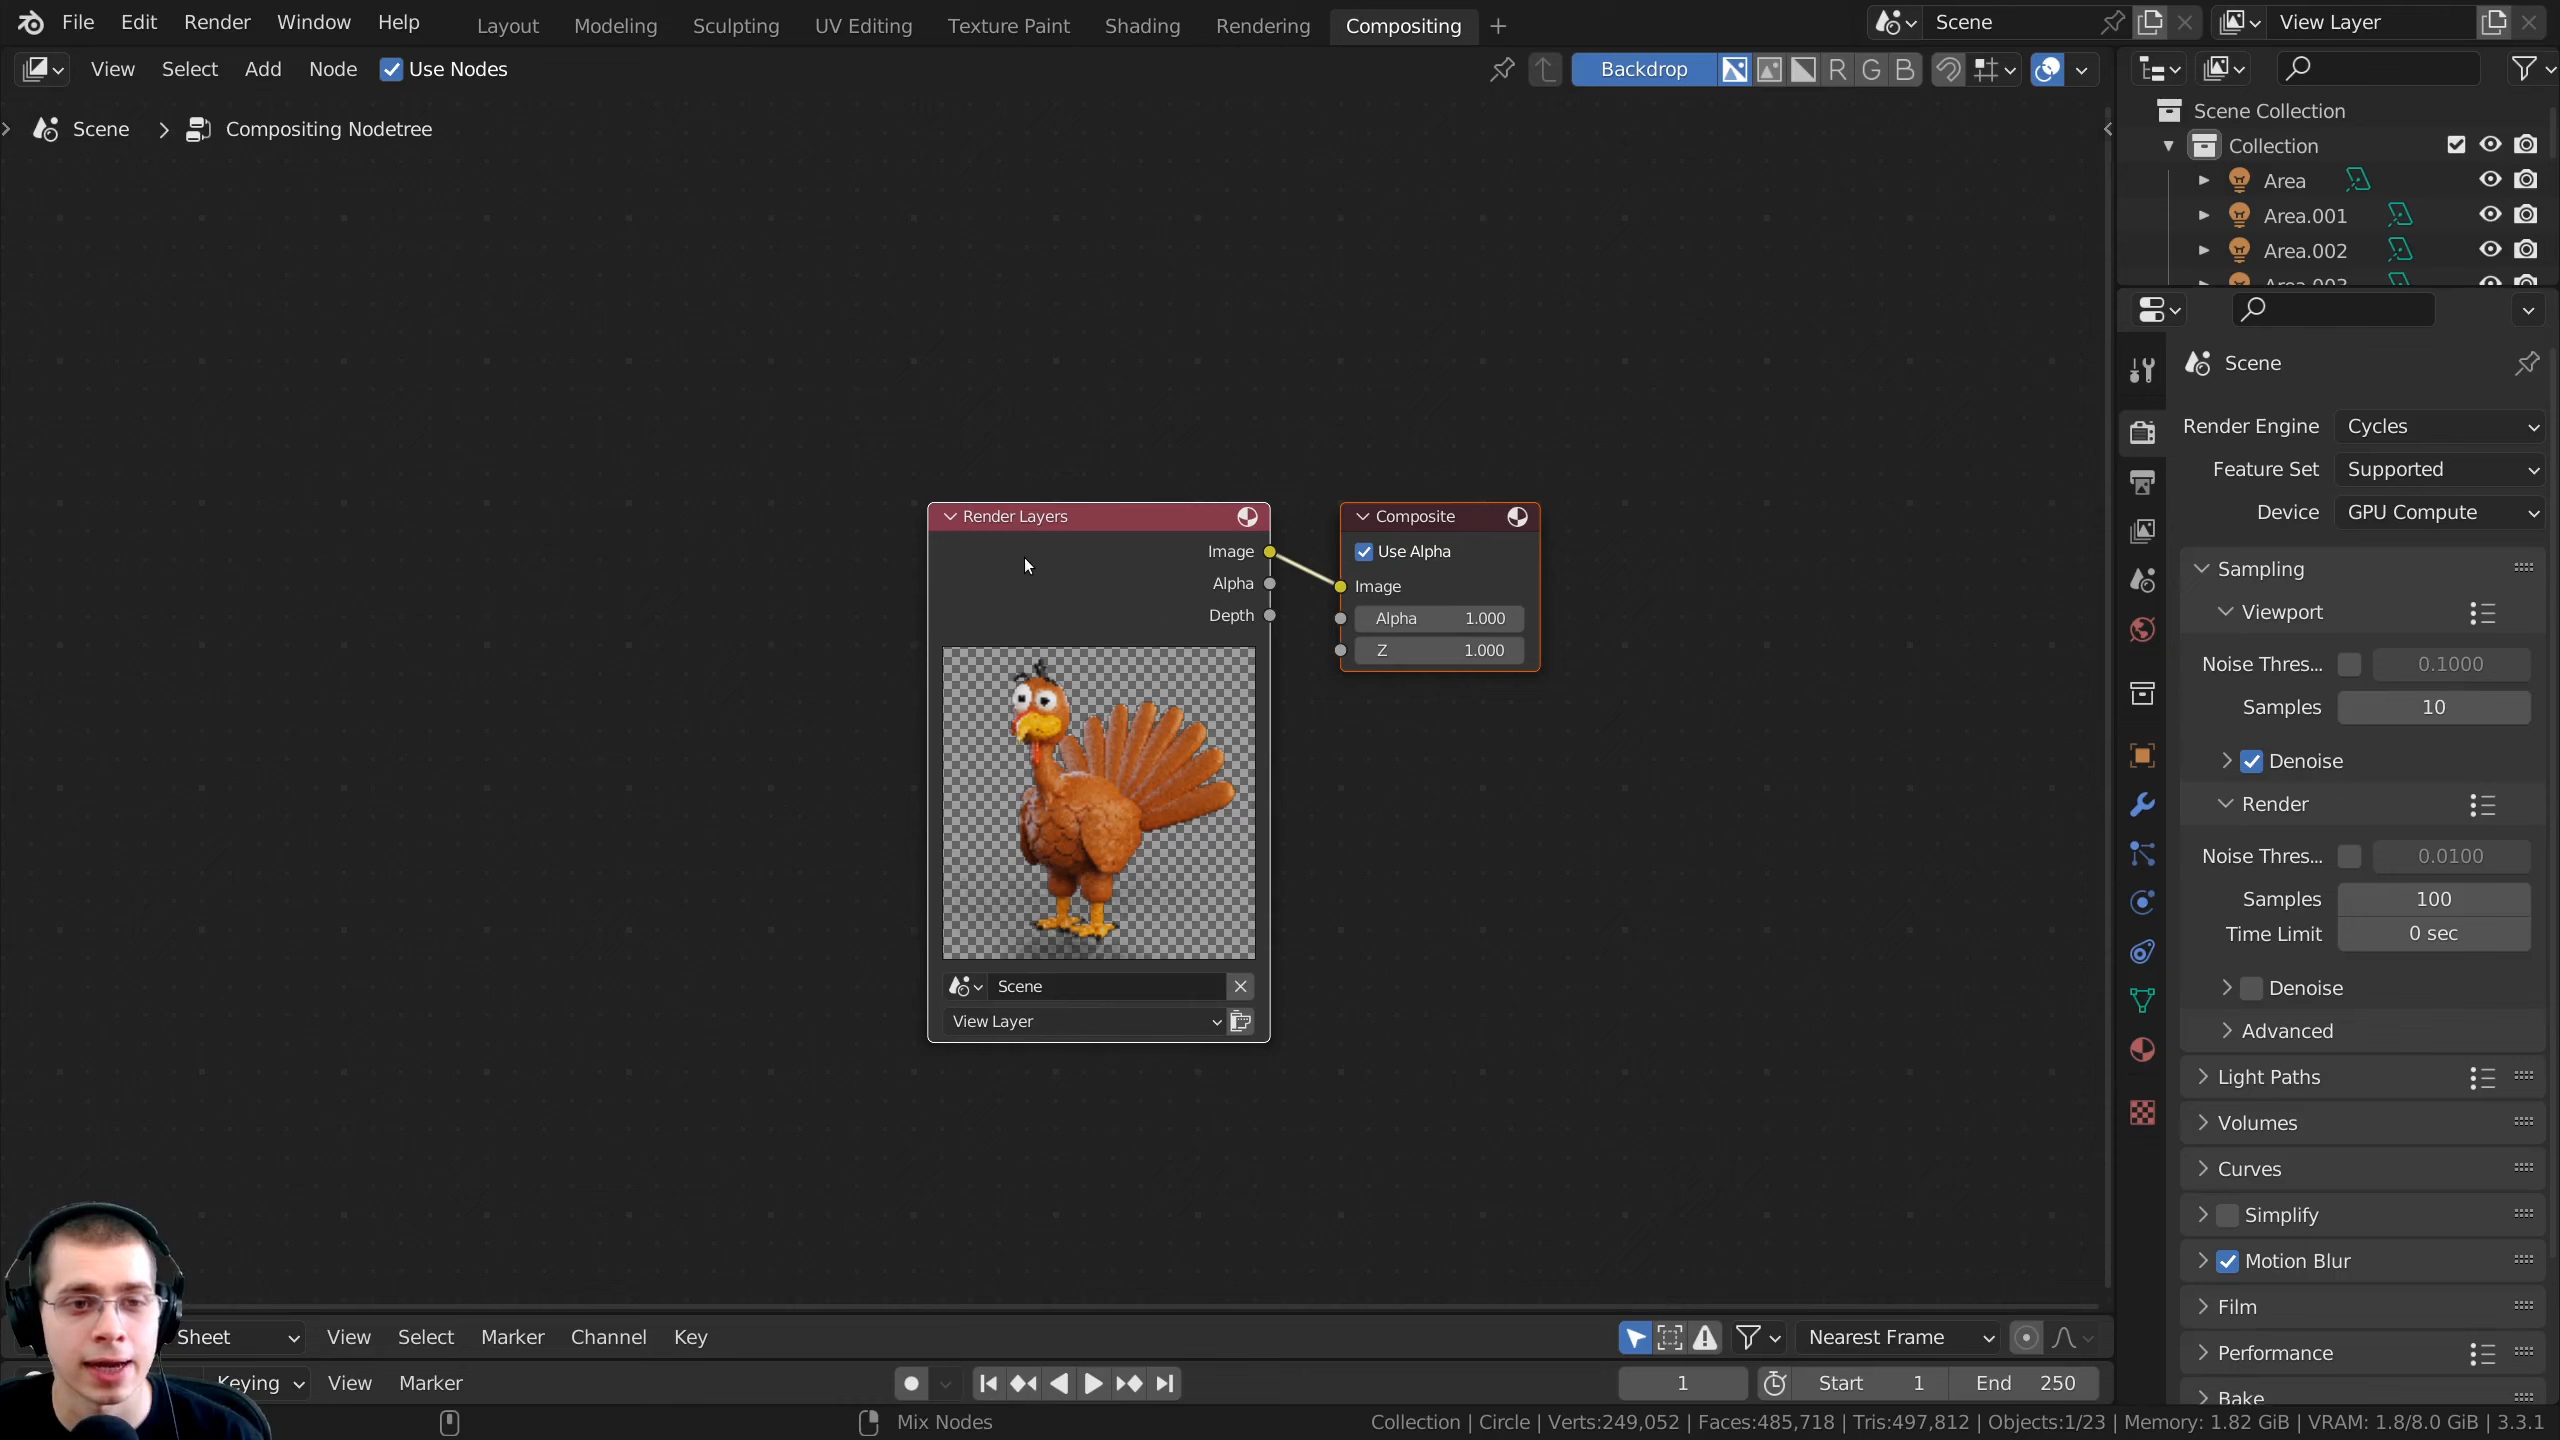 File Edit Render Window Help Layout Modeling Sculpting UV Editing Texture Paint Shading Rendering Compositing + Scene View Layer
View Select Add Node Use Nodes Backdrop R G B
Scene > Compositing Nodetree
Scene Collection
Collection
Area
Area.001
Area.002
Area.003
Scene
Render Engine Cycles
Feature Set Supported
Device GPU Compute
Sampling
Viewport
Noise Thres... 0.1000
Samples 10
Denoise
Render
Noise Thres... 0.0100
Samples 100
Time Limit 0 sec
Denoise
Advanced
Light Paths
Volumes
Curves
Simplify
Motion Blur
Film
Performance
Bake
Render Layers
Image
Alpha
Depth
Scene
View Layer
Composite
Use Alpha
Image
Alpha 1.000
Z 1.000
Sheet View Select Marker Channel Key Nearest Frame
Keying View Marker 1 Start 1 End 250
Mix Nodes Collection | Circle | Verts:249,052 | Faces:485,718 | Tris:497,812 | Objects:1/23 | Memory: 1.82 GiB | VRAM: 1.8/8.0 GiB | 3.3.1